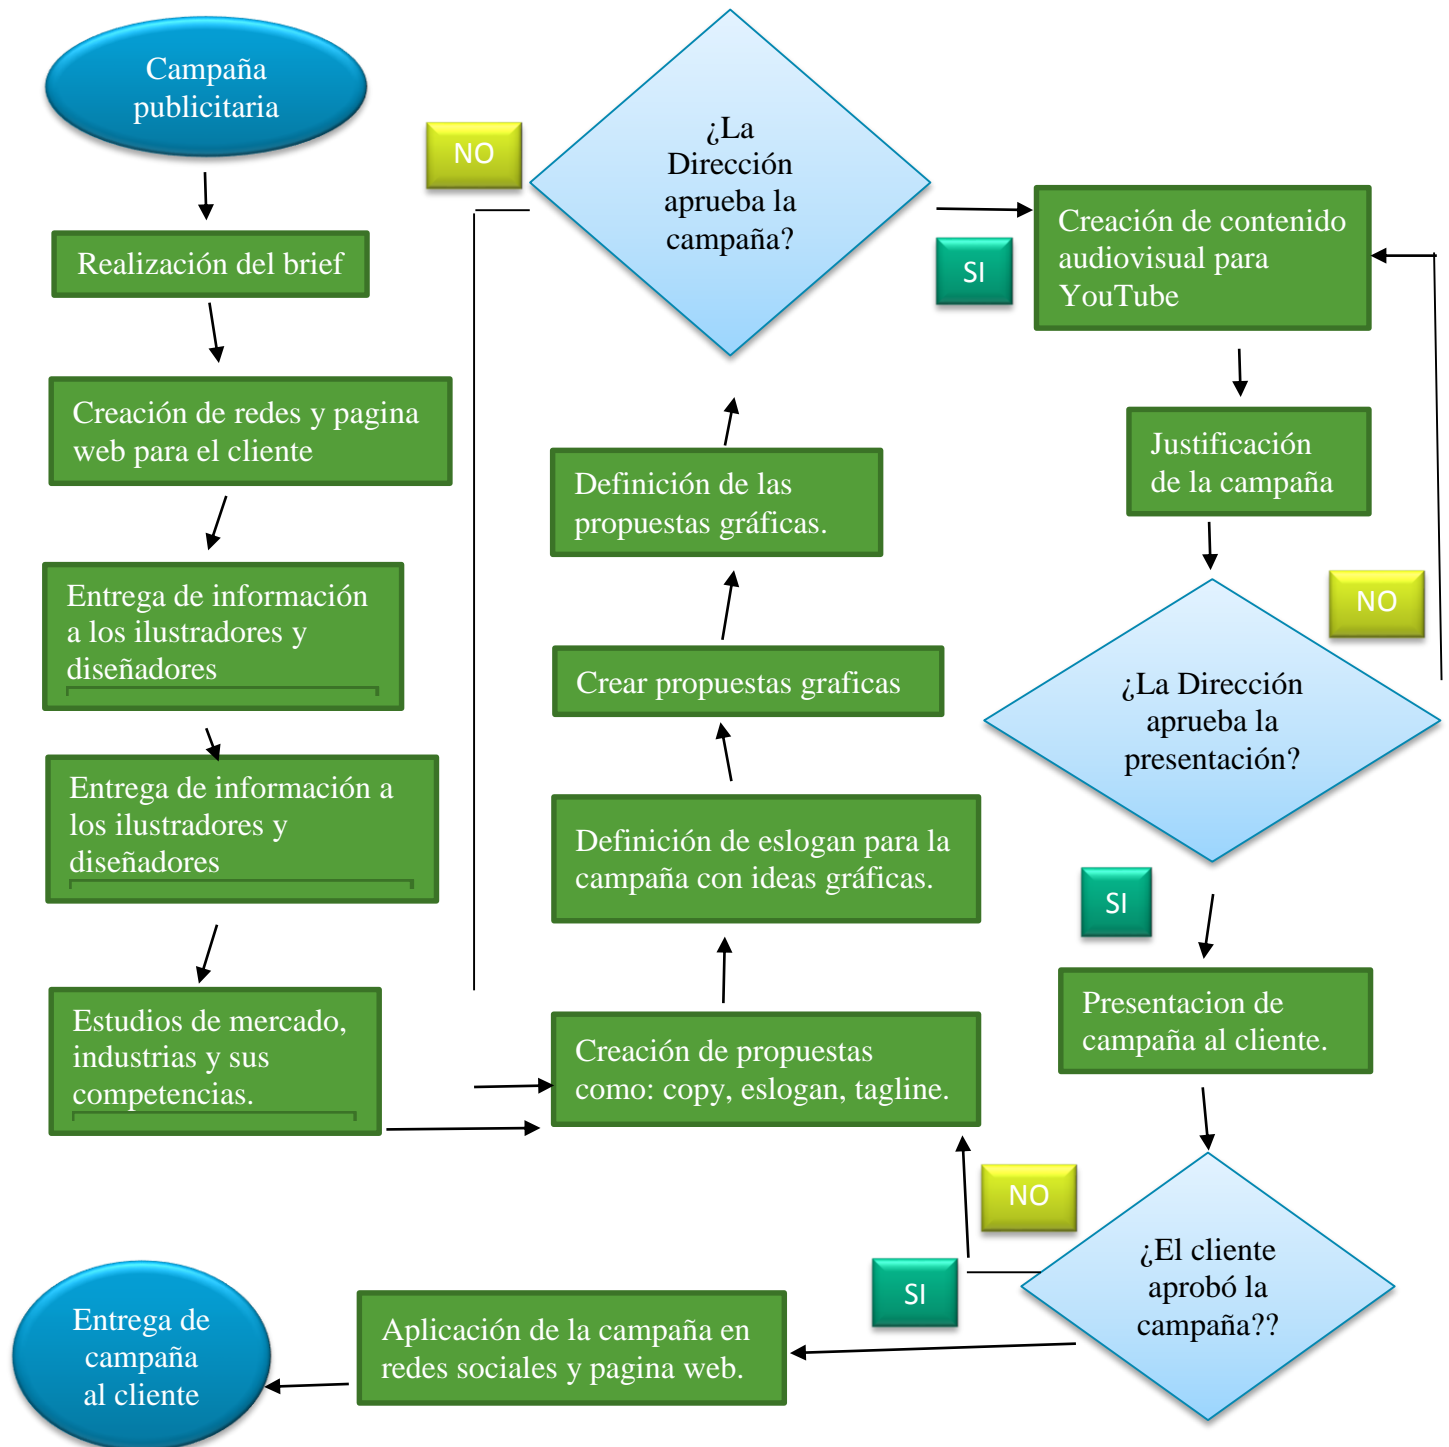 Campaña
publicitaria
Realización del brief
Creación de redes y pagina
web para el cliente
Entrega de información
a los ilustradores y
diseñadores
Entrega de información a
los ilustradores y
diseñadores
Estudios de mercado,
industrias y sus
competencias.
Creación de propuestas
como: copy, eslogan, tagline.
Definición de eslogan para la
campaña con ideas gráficas.
Crear propuestas graficas
Definición de las
propuestas gráficas.
¿La
Dirección
aprueba la
campaña?
NO
SI
Creación de contenido
audiovisual para
YouTube
Justificación
de la campaña
¿La Dirección
aprueba la
presentación?
NO
SI
Presentacion de
campaña al cliente.
¿El cliente
aprobó la
campaña??
NO
SI
Aplicación de la campaña en
redes sociales y pagina web.
Entrega de
campaña
al cliente